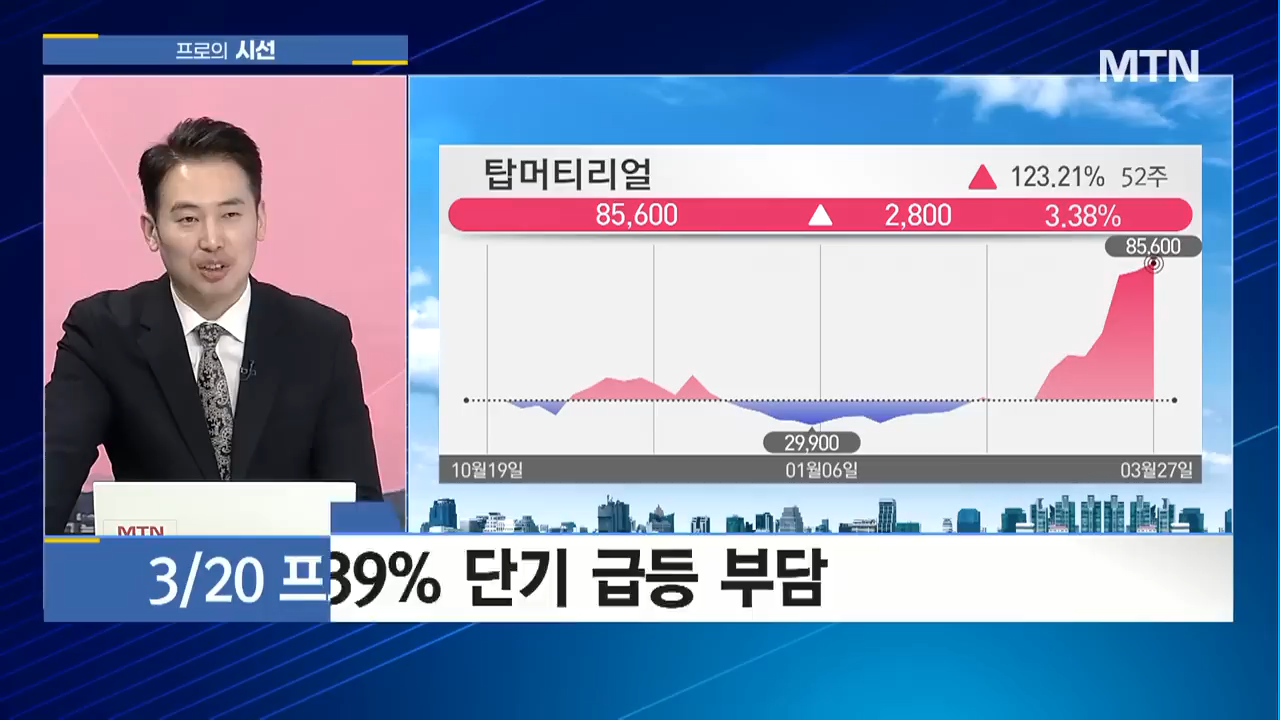 프로의 시선
MTN
탑머티리얼
▲ 123.21% 52주
85,600 △ 2,800 3.38%
85,600
29,900
10월19일 01월06일 03월27일
MTN
3/20 프39% 단기 급등 부담